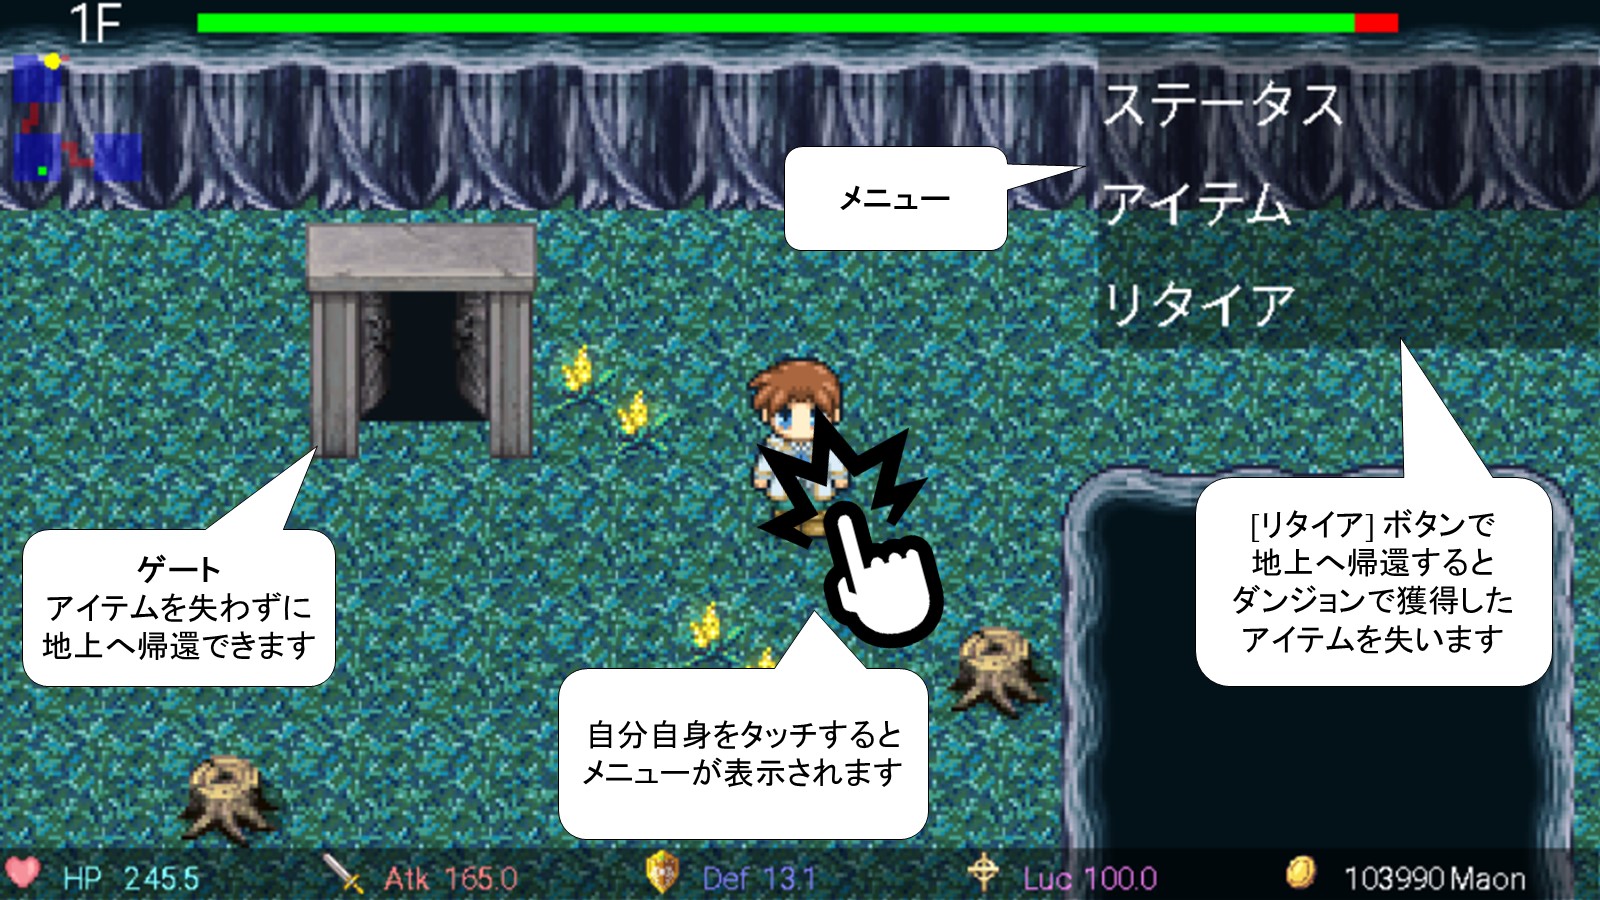 1F
ステータス
メニュー
アイテム
リタイア
ゲート
アイテムを失わずに
地上へ帰還できます
[リタイア] ボタンで
地上へ帰還すると
ダンジョンで獲得した
アイテムを失います
自分自身をタッチすると
メニューが表示されます
HP 245.5
Atk 165.0
Def 13.1
Luc 100.0
103990 Maon